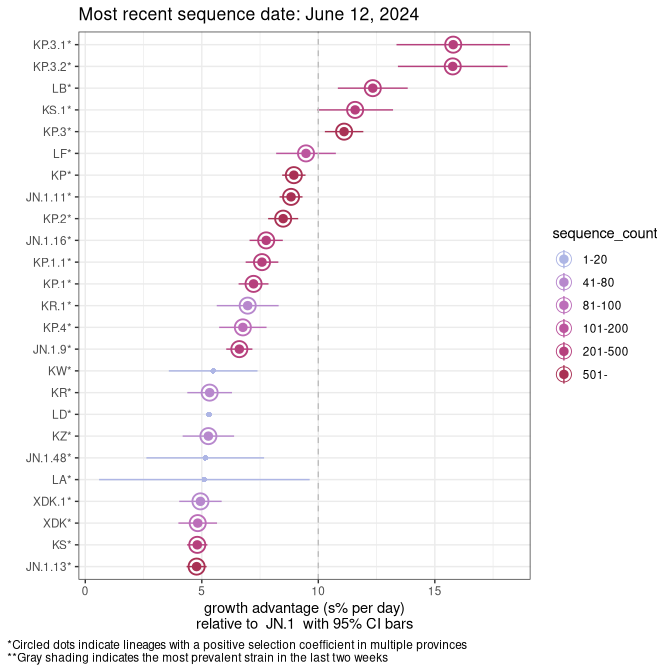 Most recent sequence date: June 12, 2024
KP.3.1*
KP.3.2*
LB*
KS.1*
KP.3*
LF*
KP*
JN.1.11*
KP.2*
JN.1.16*
KP.1.1*
KP.1*
KR.1*
KP.4*
JN.1.9*
KW*
KR*
LD*
KZ*
JN.1.48*
LA*
XDK.1*
XDK*
KS*
JN.1.13*
0 5 10 15
growth advantage (s% per day)
relative to JN.1 with 95% CI bars
sequence_count
1-20
41-80
81-100
101-200
201-500
501-
*Circled dots indicate lineages with a positive selection coefficient in multiple provinces
**Gray shading indicates the most prevalent strain in the last two weeks